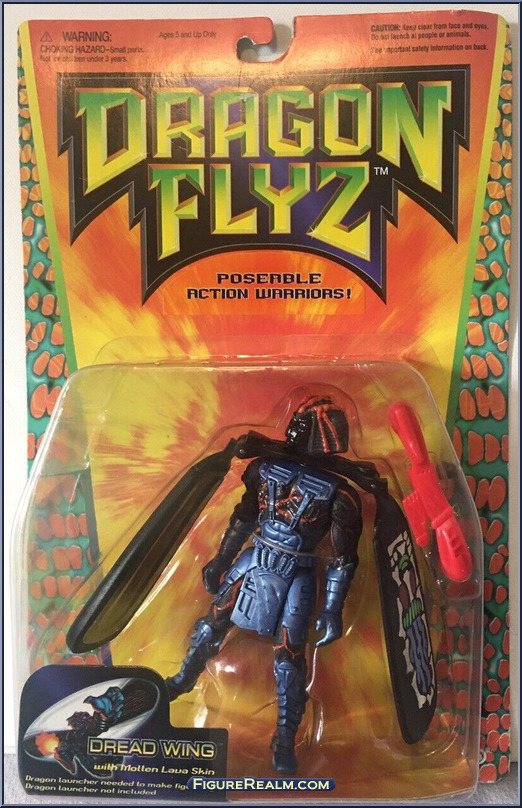 WARNING:
CHOKING HAZARD–Small parts.
Not for children under 3 years.
Ages 5 and Up Only
CAUTION: Keep clear from face and eyes.
Do not launch at people or animals.
See important safety information on back.
DRAGON
FLYZ™
POSEABLE
ACTION WARRIORS!
DREAD WING
with Molten Lava Skin
Dragon launcher needed to make
Dragon launcher not included
FIGUREREALM.COM